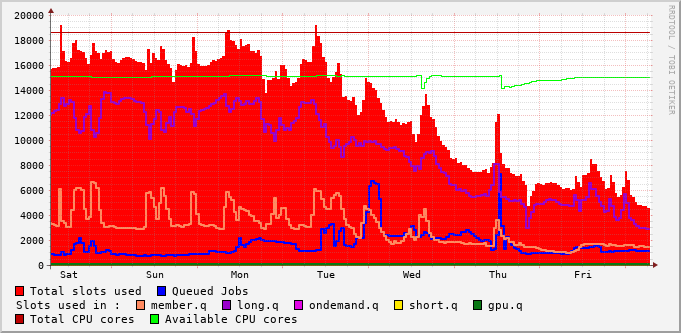 20000
18000
16000
14000
12000
10000
8000
6000
4000
2000
0
Sat Sun Mon Tue Wed Thu Fri
RRDTOOL / TOBI OETIKER
Total slots used Queued Jobs
Slots used in : member.q long.q ondemand.q short.q gpu.q
Total CPU cores Available CPU cores